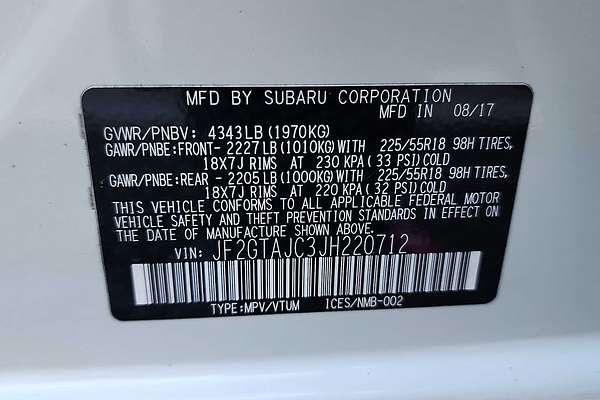 MFD BY SUBARU CORPORATION
MFD IN 08/17
GVWR/PNBV: 4343LB(1970KG)
GAWR/PNBE:FRONT- 2227LB(1010KG)WITH 225/55R18 98H TIRES,
18X7J RIMS AT 230 KPA( 33 PSI)COLD
GAWR/PNBE:REAR - 2205LB(1000KG)WITH 225/55R18 98H TIRES,
18X7J RIMS AT 220 KPA( 32 PSI)COLD
THIS VEHICLE CONFORMS TO ALL APPLICABLE FEDERAL MOTOR
VEHICLE SAFETY AND THEFT PREVENTION STANDARDS IN EFFECT ON
THE DATE OF MANUFACTURE SHOWN ABOVE.
VIN: JF2GTAJC3JH220712
TYPE:MPV/VTUM 1CES/NMB-002